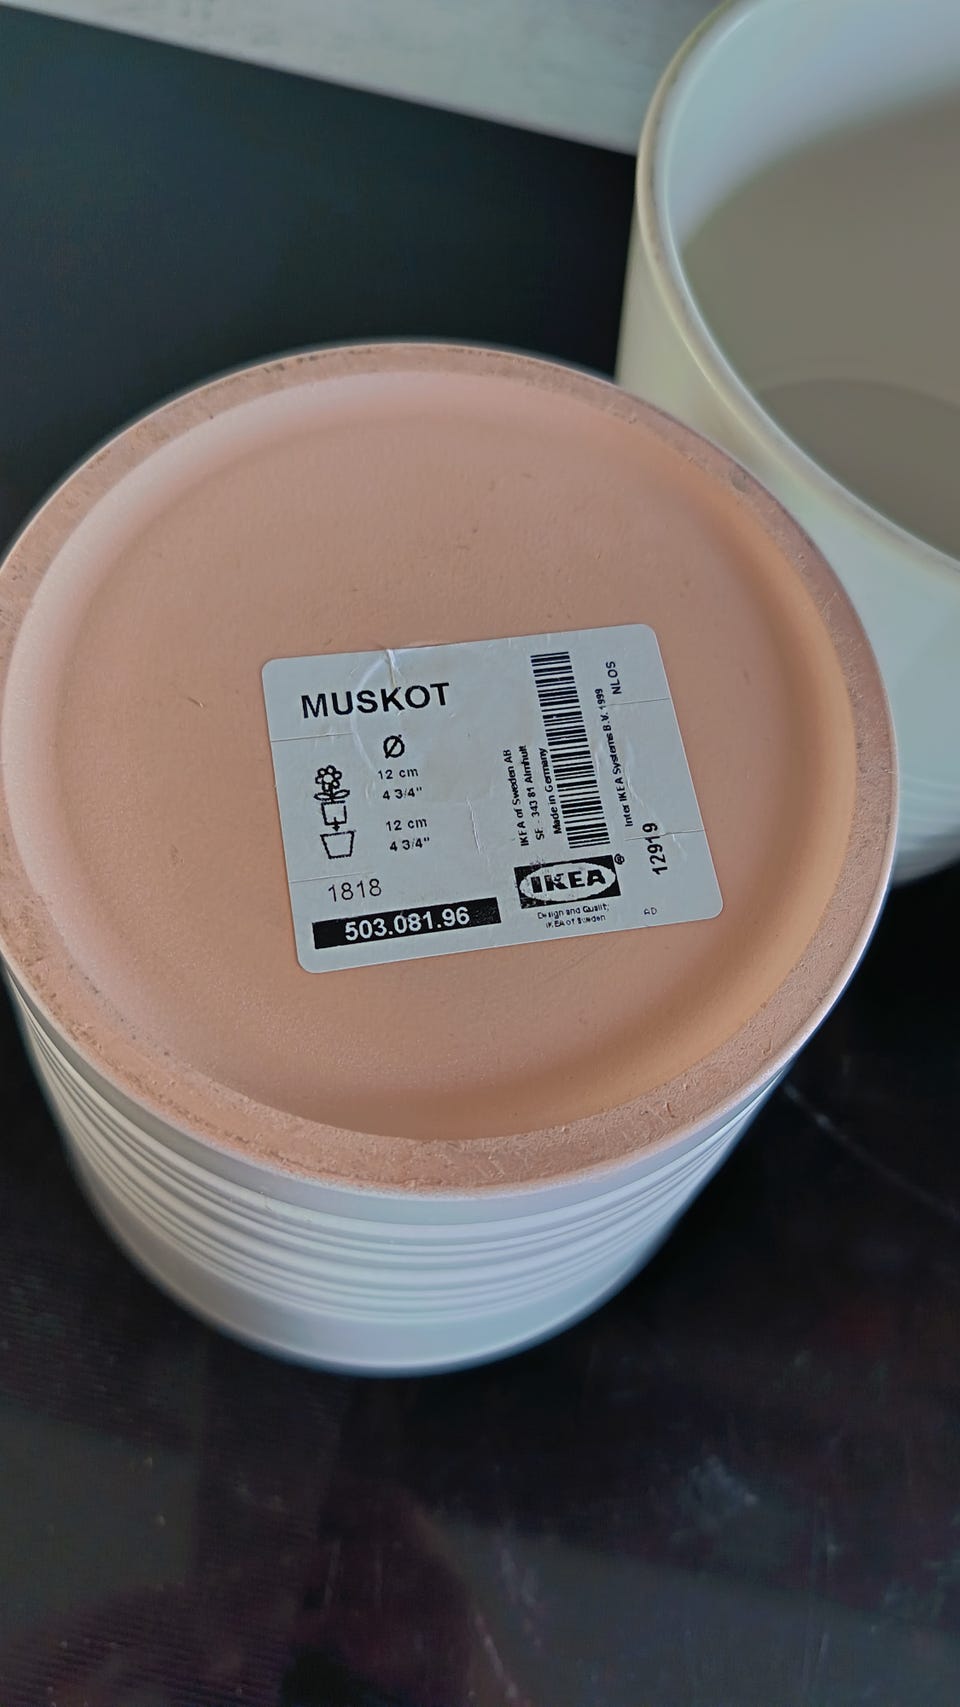 MUSKOT
Ø
12 cm
4 3/4"
12 cm
4 3/4"
1818
503.081.96
IKEA of Sweden AB
SE - 343 81 Älmhult
Made in Germany
Inter IKEA Systems B.V. 1999
NLOS
12919
IKEA®
Design and Quality,
IKEA of Sweden
AD